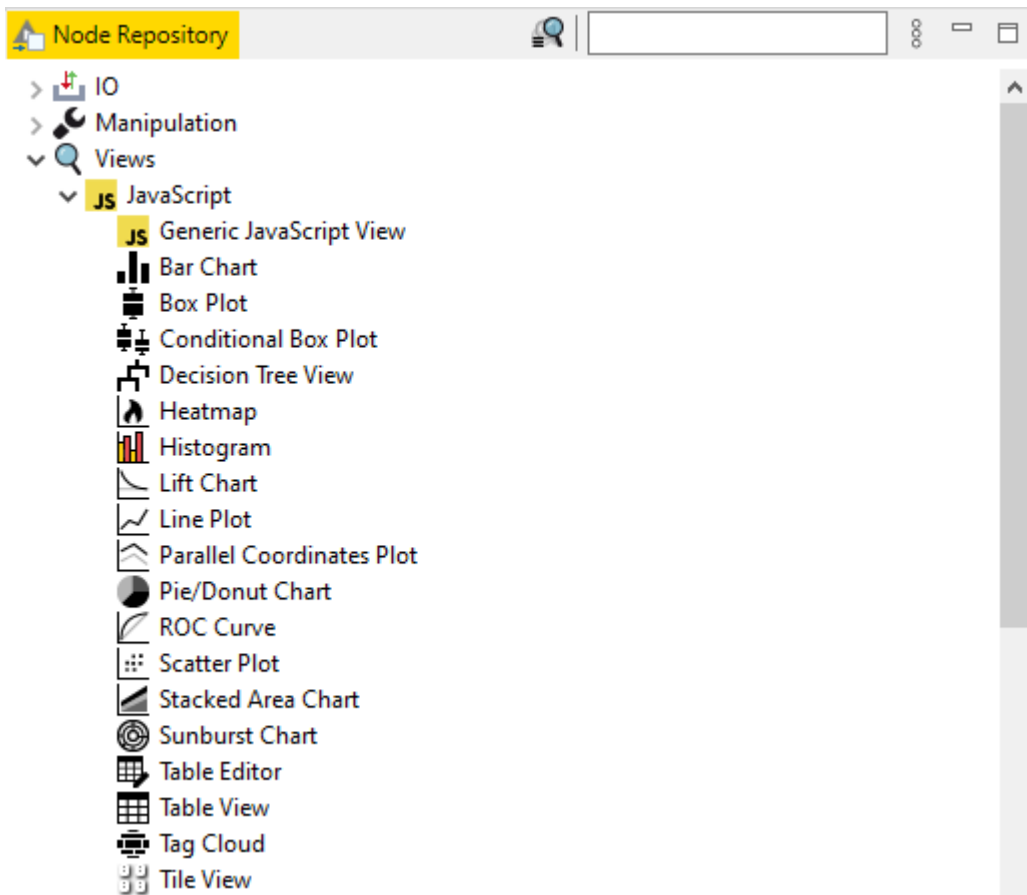 Node Repository
IO
Manipulation
Views
JS JavaScript
JS Generic JavaScript View
Bar Chart
Box Plot
Conditional Box Plot
Decision Tree View
Heatmap
Histogram
Lift Chart
Line Plot
Parallel Coordinates Plot
Pie/Donut Chart
ROC Curve
Scatter Plot
Stacked Area Chart
Sunburst Chart
Table Editor
Table View
Tag Cloud
Tile View